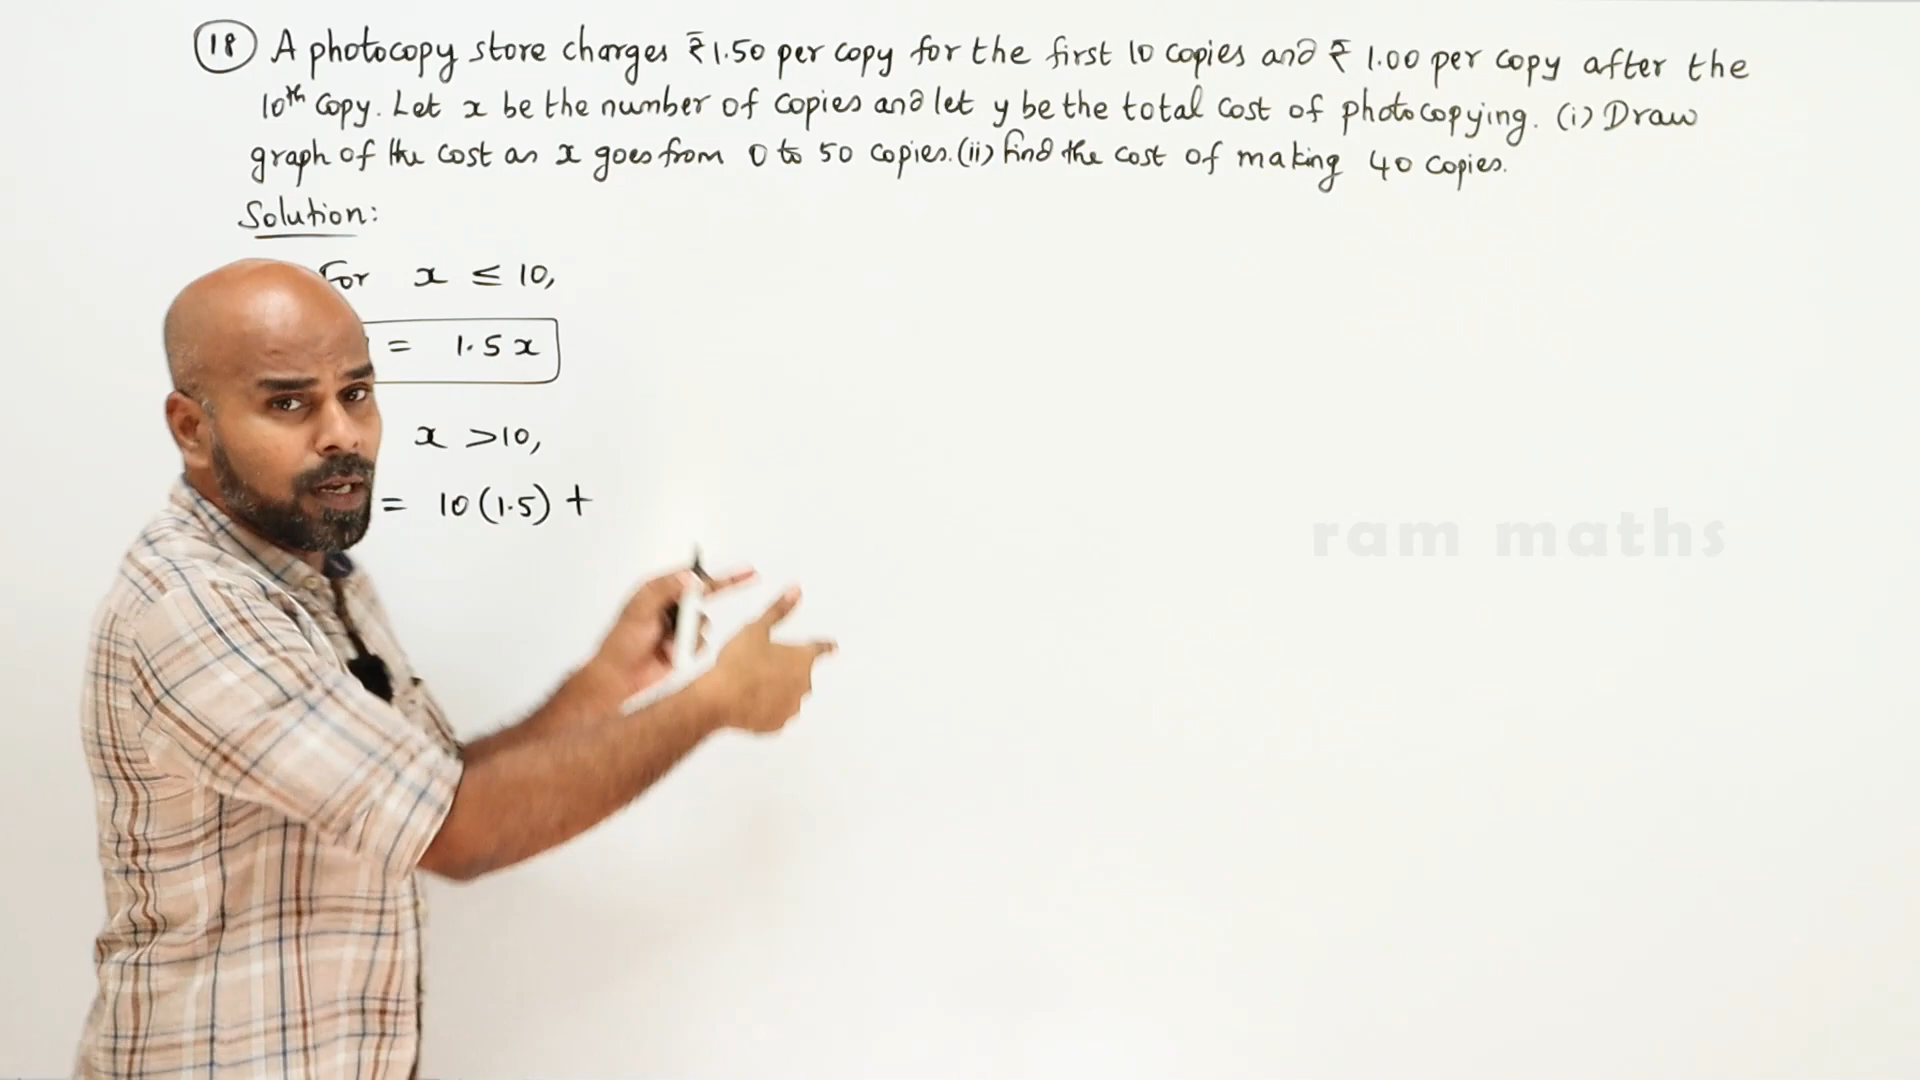 18 A photocopy store charges ₹1.50 per copy for the first 10 copies and ₹ 1.00 per copy after the
10th copy. Let x be the number of copies and let y be the total cost of photocopying. (i) Draw
graph of the cost as x goes from 0 to 50 copies. (ii) find the cost of making 40 copies.
Solution:
For x ≤ 10,
= 1.5x
x >10,
= 10(1.5) +
ram maths